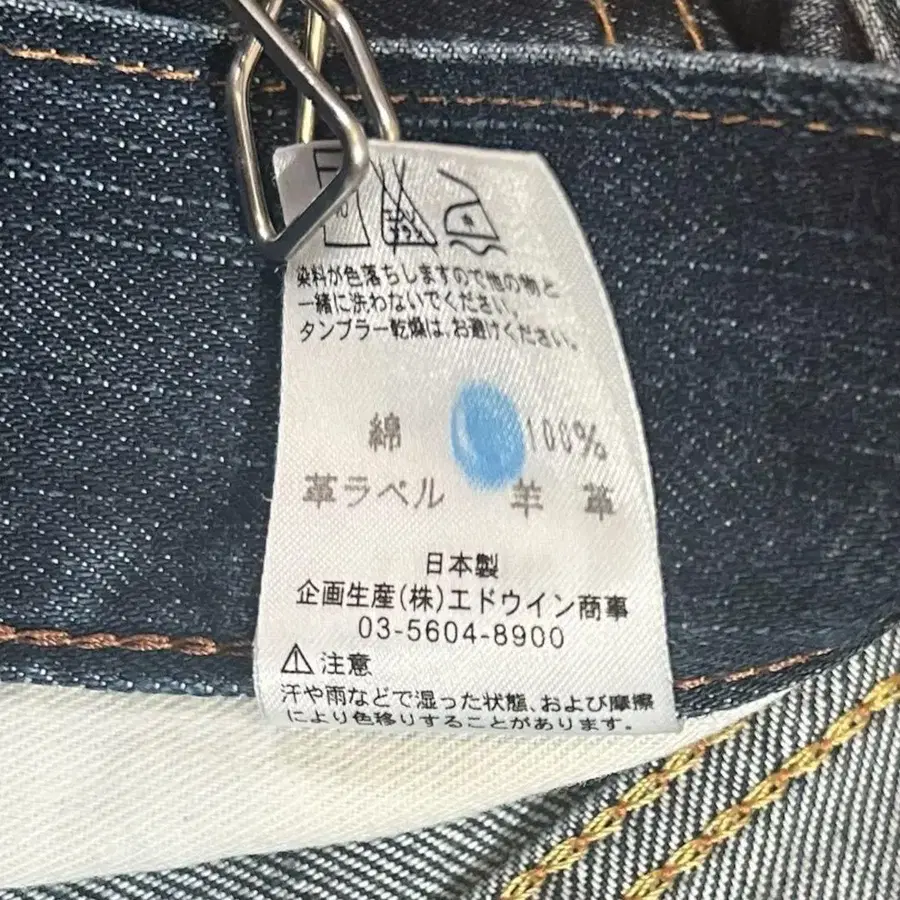 染料が色落ちしますので他の物と
一緒に洗わないでください。
タンブラー乾燥は、お避けください。
綿 100%
革ラベル 羊革
日本製
企画生産(株)エドウイン商事
03-5604-8900
注意
汗や雨などで湿った状態、および摩擦
により色移りすることがあります。